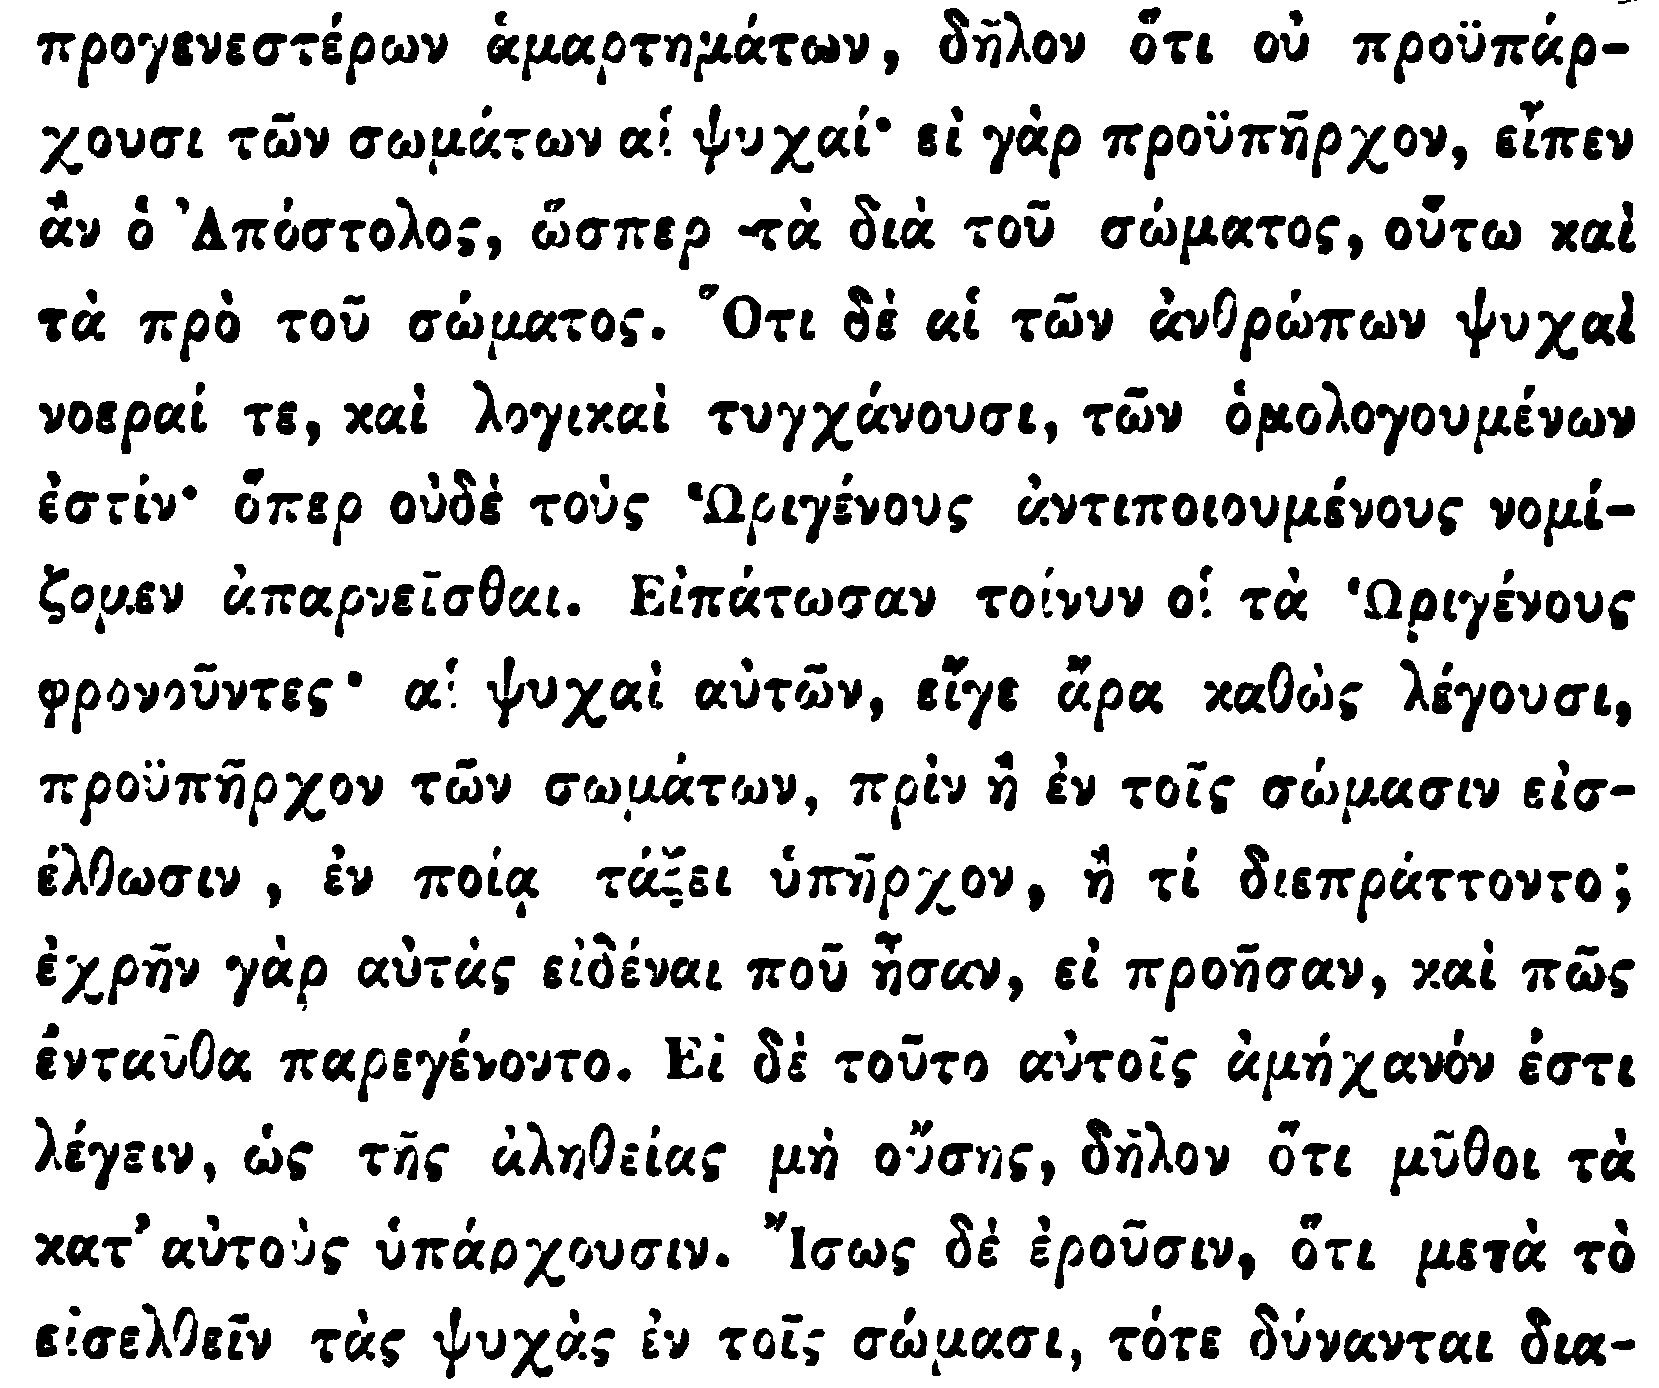 προγενεστέρων ἁμαρτημάτων, δῆλον ὅτι οὐ προϋπάρ-
χουσι τῶν σωμάτων αἱ ψυχαί· εἰ γὰρ προϋπῆρχον, εἶπεν
ἂν ὁ Ἀπόστολος, ὥσπερ τὰ διὰ τοῦ σώματος, οὕτω καὶ
τὰ πρὸ τοῦ σώματος. Ὅτι δὲ αἱ τῶν ἀνθρώπων ψυχαὶ
νοεραί τε, καὶ λογικαὶ τυγχάνουσι, τῶν ὁμολογουμένων
ἐστίν· ὅπερ οὐδὲ τοὺς Ὠριγένους ἀντιποιουμένους νομί-
ζομεν ἀπαρνεῖσθαι. Εἰπάτωσαν τοίνυν οἱ τὰ Ὠριγένους
φρονοῦντες· αἱ ψυχαὶ αὐτῶν, εἴγε ἄρα καθὼς λέγουσι,
προϋπῆρχον τῶν σωμάτων, πρὶν ἢ ἐν τοῖς σώμασιν εἰσ-
έλθωσιν, ἐν ποίᾳ τάξει ὑπῆρχον, ἢ τί διεπράττοντο;
ἐχρῆν γὰρ αὐτὰς εἰδέναι ποῦ ἦσαν, εἰ προῆσαν, καὶ πῶς
ἐνταῦθα παρεγένοντο. Εἰ δὲ τοῦτο αὐτοῖς ἀμήχανόν ἐστι
λέγειν, ὡς τῆς ἀληθείας μὴ οὔσης, δῆλον ὅτι μῦθοι τὰ
κατ' αὐτοὺς ὑπάρχουσιν. Ἴσως δὲ ἐροῦσιν, ὅτι μετὰ τὸ
εἰσελθεῖν τὰς ψυχὰς ἐν τοῖς σώμασι, τότε δύνανται δια-